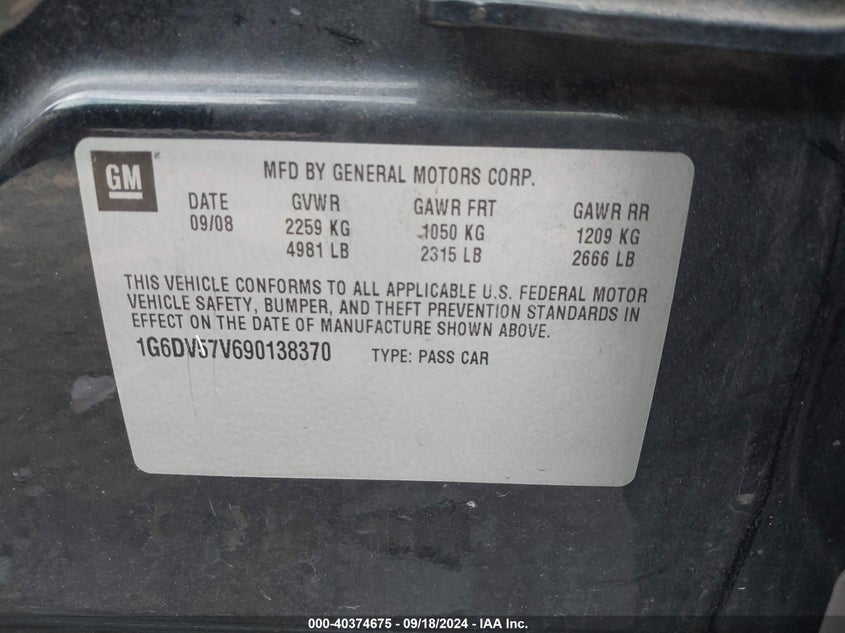 GM
MFD BY GENERAL MOTORS CORP.
DATE GVWR GAWR FRT GAWR RR
09/08 2259 KG 1050 KG 1209 KG
4981 LB 2315 LB 2666 LB
THIS VEHICLE CONFORMS TO ALL APPLICABLE U.S. FEDERAL MOTOR
VEHICLE SAFETY, BUMPER, AND THEFT PREVENTION STANDARDS IN
EFFECT ON THE DATE OF MANUFACTURE SHOWN ABOVE.
1G6DV57V690138370 TYPE: PASS CAR
000-40374675 - 09/18/2024 - IAA Inc.